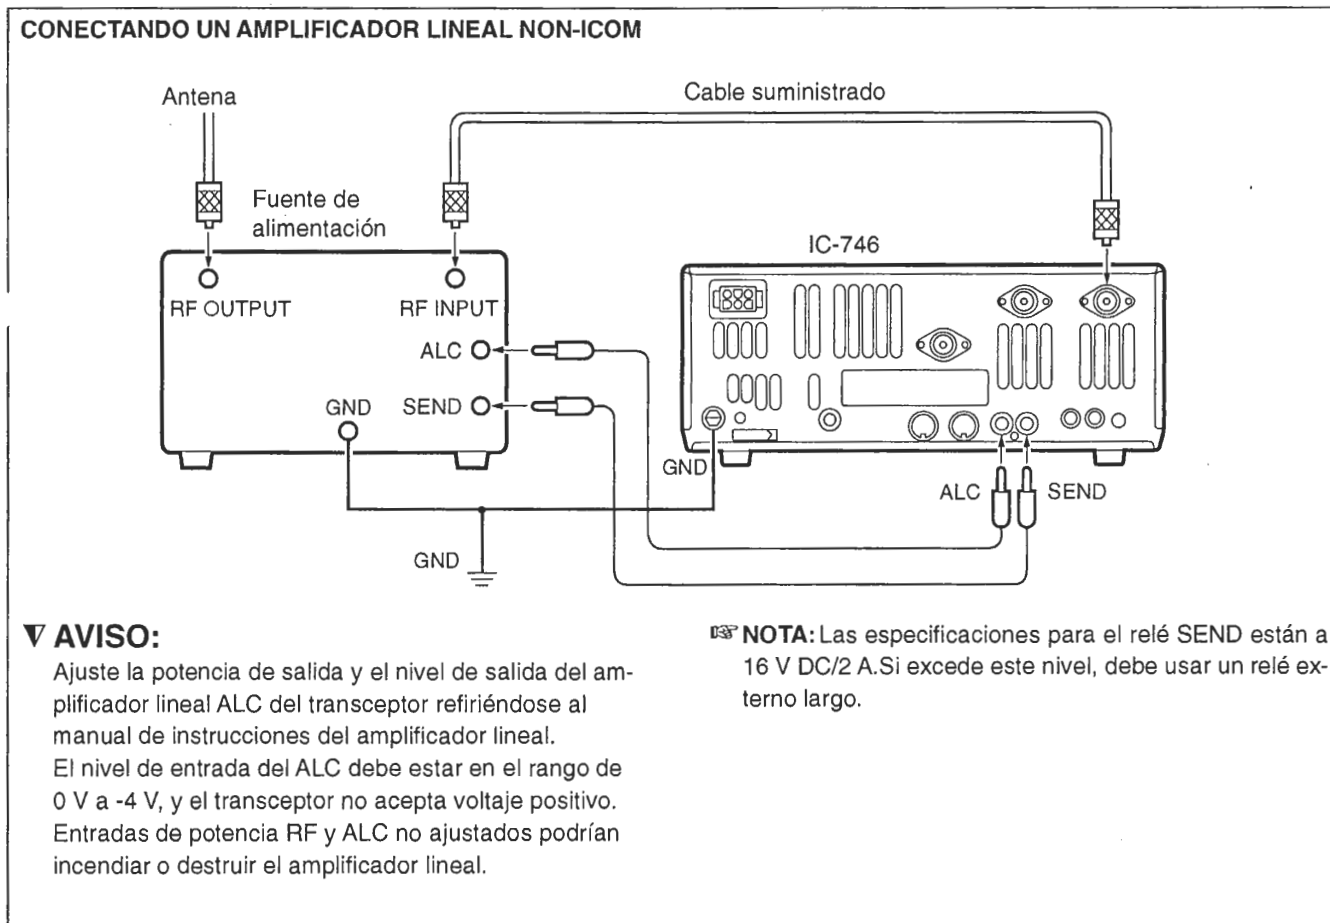 CONECTANDO UN AMPLIFICADOR LINEAL NON-ICOM
Antena
Cable suministrado
Fuente de
alimentación
IC-746
RF OUTPUT
RF INPUT
ALC
SEND
GND
GND
ALC
SEND
GND
AVISO:
Ajuste la potencia de salida y el nivel de salida del am-
plificador lineal ALC del transceptor refiriéndose al
manual de instrucciones del amplificador lineal.
El nivel de entrada del ALC debe estar en el rango de
0 V a -4 V, y el transceptor no acepta voltaje positivo.
Entradas de potencia RF y ALC no ajustados podrían
incendiar o destruir el amplificador lineal.
☞ NOTA: Las especificaciones para el relé SEND están a
16 V DC/2 A.Si excede este nivel, debe usar un relé ex-
terno largo.